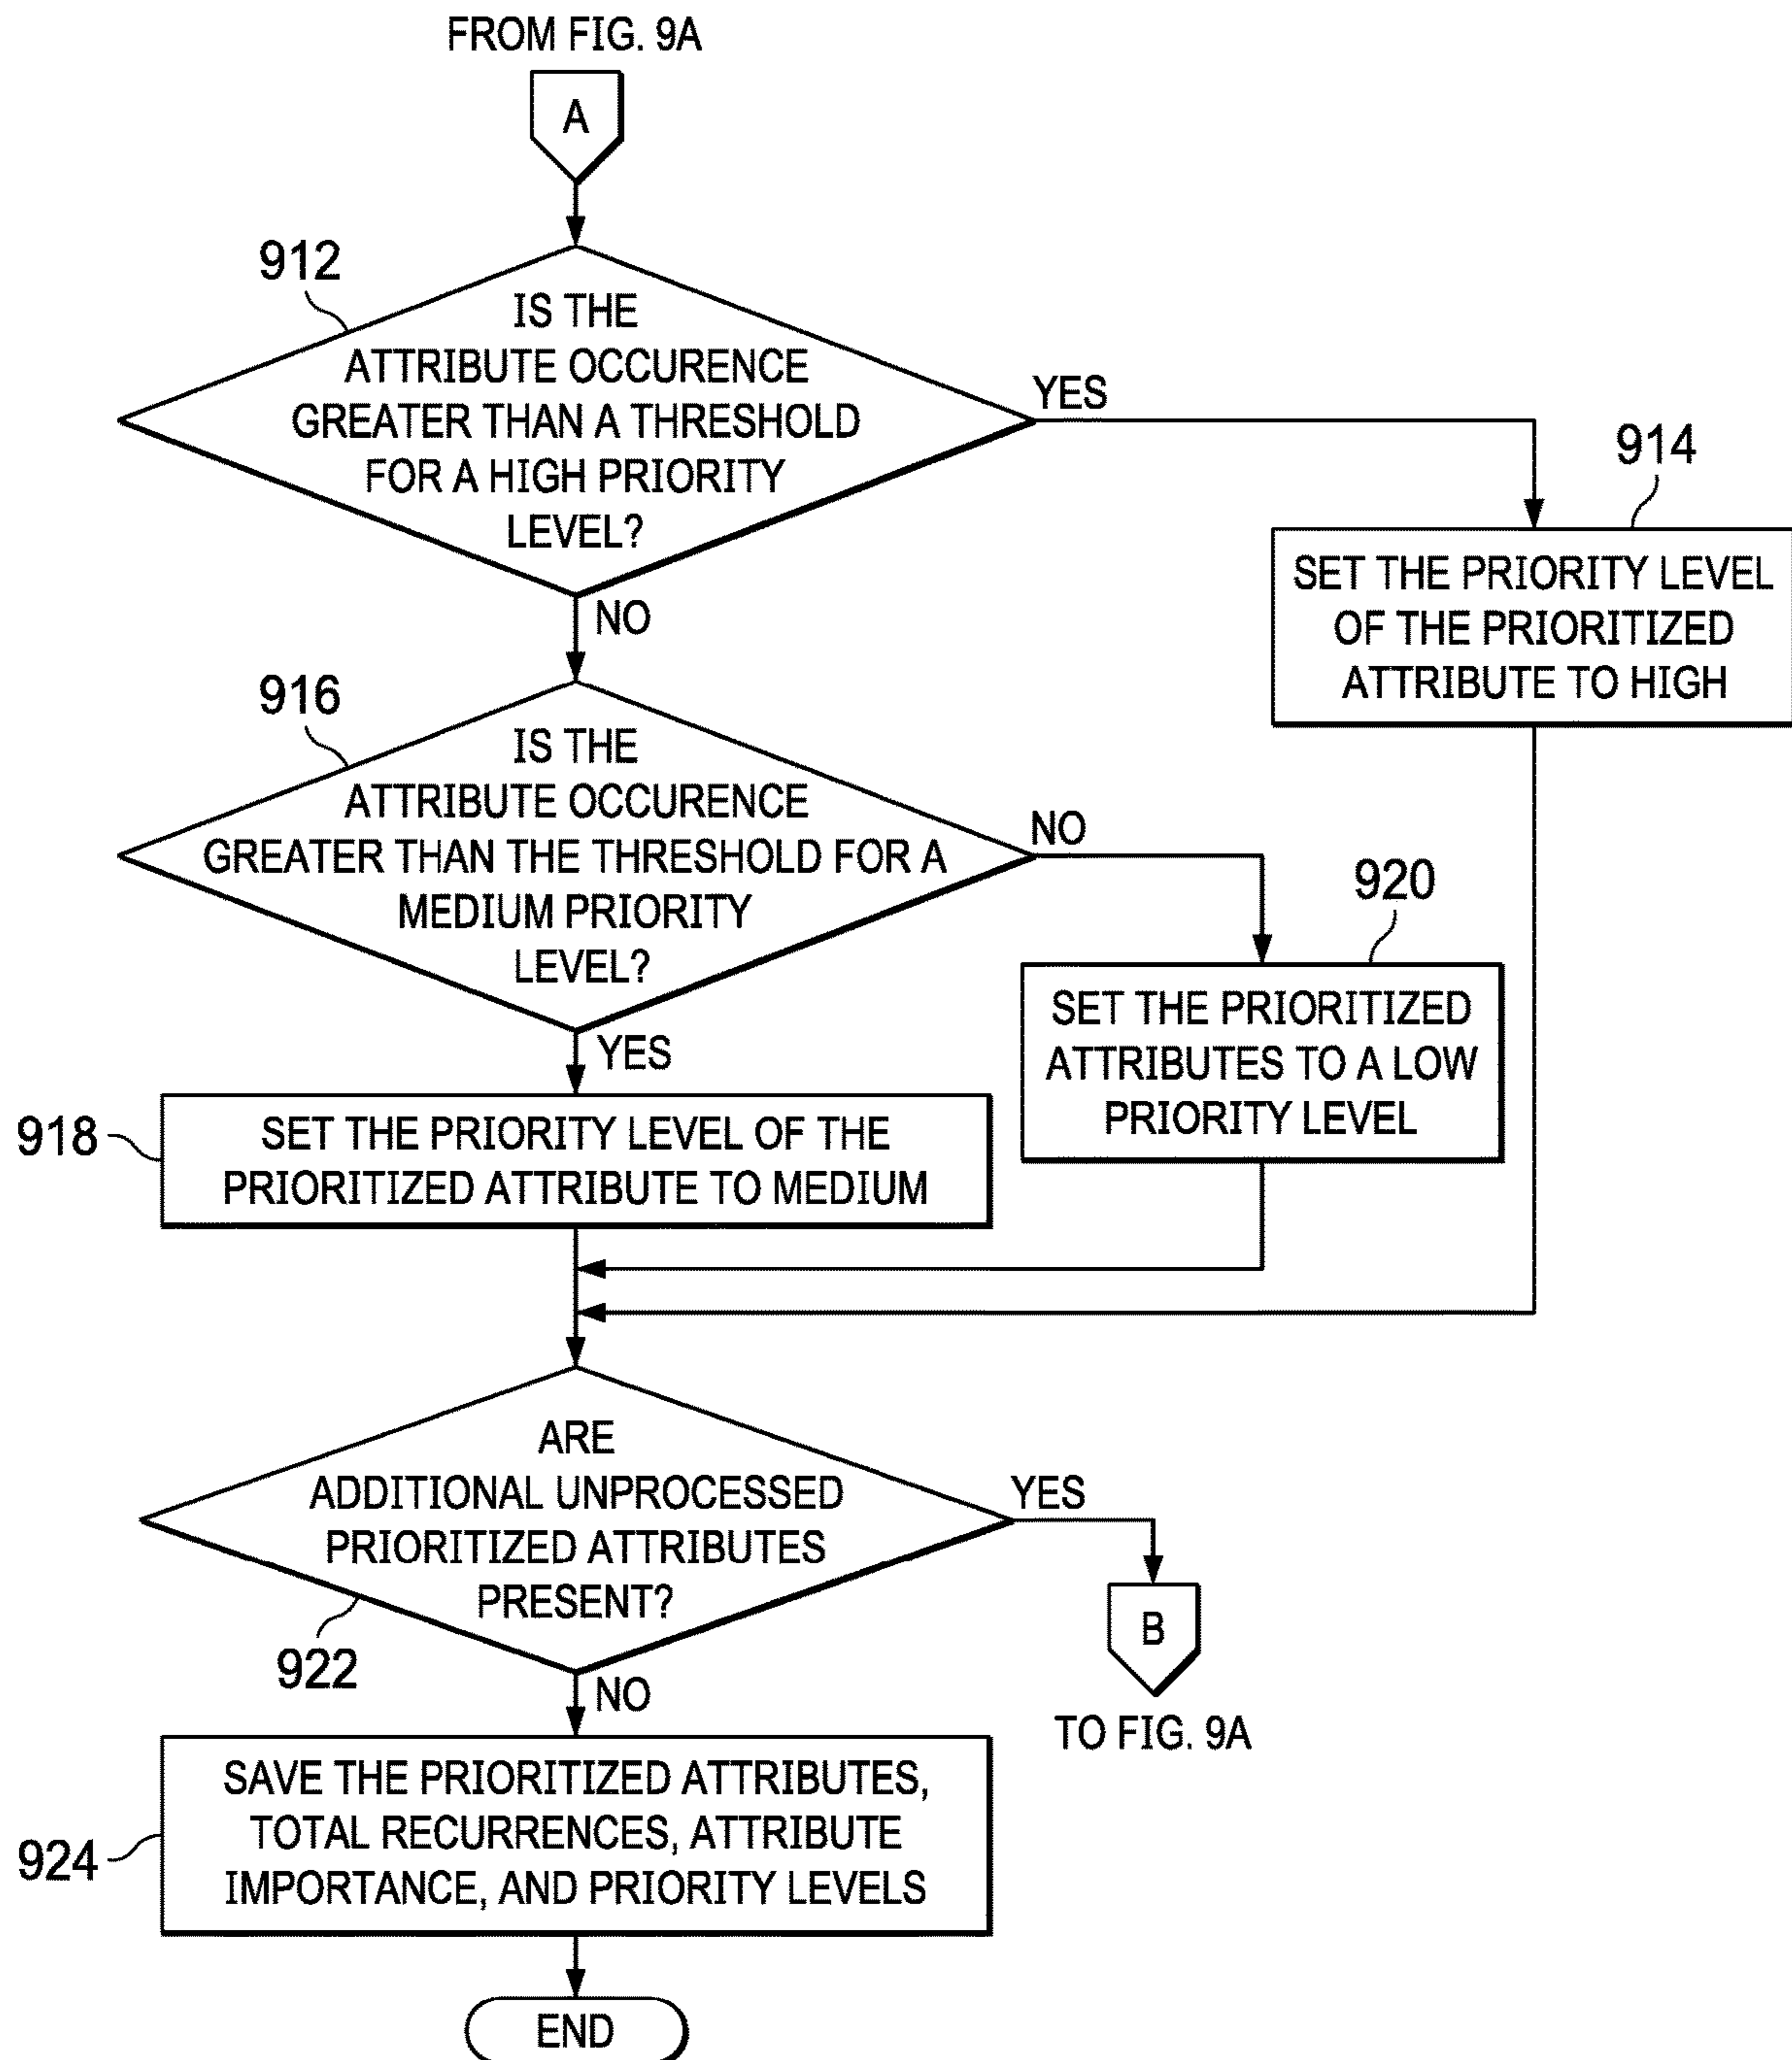 FROM FIG. 9A
A
912
IS THE
ATTRIBUTE OCCURENCE
GREATER THAN A THRESHOLD
FOR A HIGH PRIORITY
LEVEL?
YES
NO
914
SET THE PRIORITY LEVEL
OF THE PRIORITIZED
ATTRIBUTE TO HIGH
916
IS THE
ATTRIBUTE OCCURENCE
GREATER THAN THE THRESHOLD FOR A
MEDIUM PRIORITY
LEVEL?
NO
YES
920
SET THE PRIORITIZED
ATTRIBUTES TO A LOW
PRIORITY LEVEL
918
SET THE PRIORITY LEVEL OF THE
PRIORITIZED ATTRIBUTE TO MEDIUM
ARE
ADDITIONAL UNPROCESSED
PRIORITIZED ATTRIBUTES
PRESENT?
922
YES
NO
B
TO FIG. 9A
924
SAVE THE PRIORITIZED ATTRIBUTES,
TOTAL RECURRENCES, ATTRIBUTE
IMPORTANCE, AND PRIORITY LEVELS
END